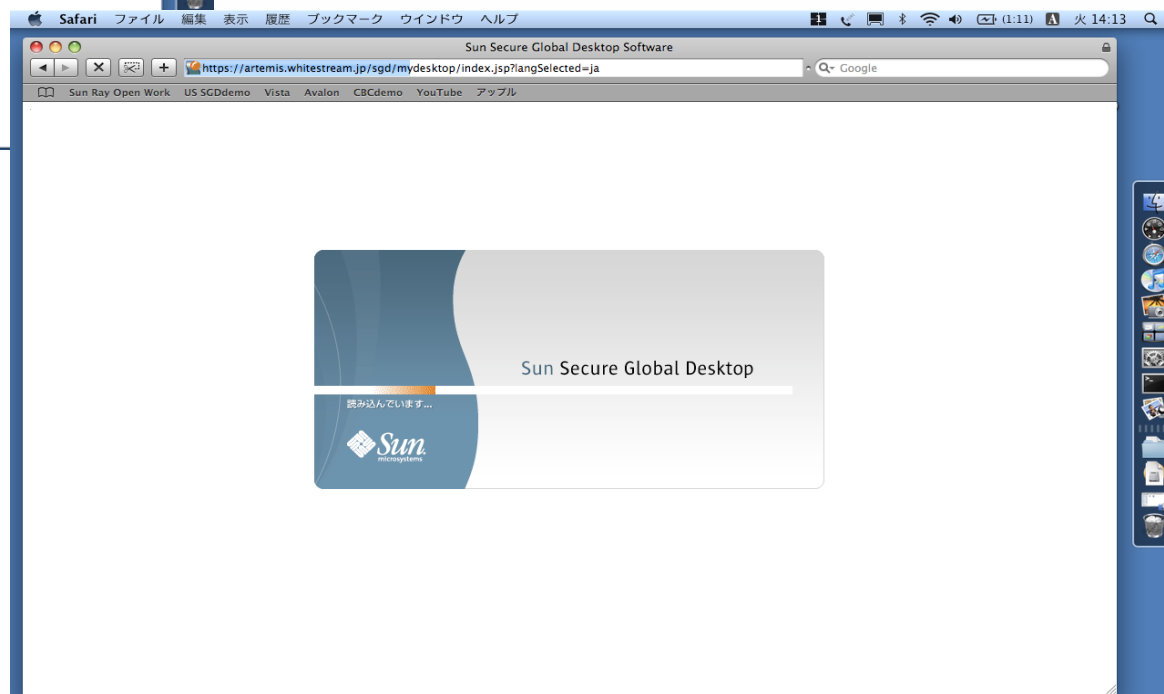 Safari ファイル 編集 表示 履歴 ブックマーク ウインドウ ヘルプ (1:11) A 火 14:13
Sun Secure Global Desktop Software
https://artemis.whitestream.jp/sgd/mydesktop/index.jsp?langSelected=ja Google
Sun Ray Open Work US SGDdemo Vista Avalon CBCdemo YouTube アップル
Sun Secure Global Desktop
読み込んでいます...
Sun
microsystems